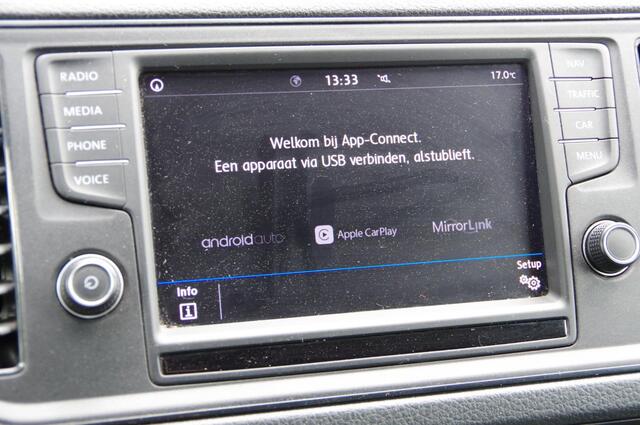 RADIO
MEDIA
PHONE
VOICE
13:33
17.0°C
Welkom bij App-Connect.
Een apparaat via USB verbinden, alstublieft.
androidauto
Apple CarPlay
MirrorLink
Info
Setup
NAV
TRAFFIC
CAR
MENU